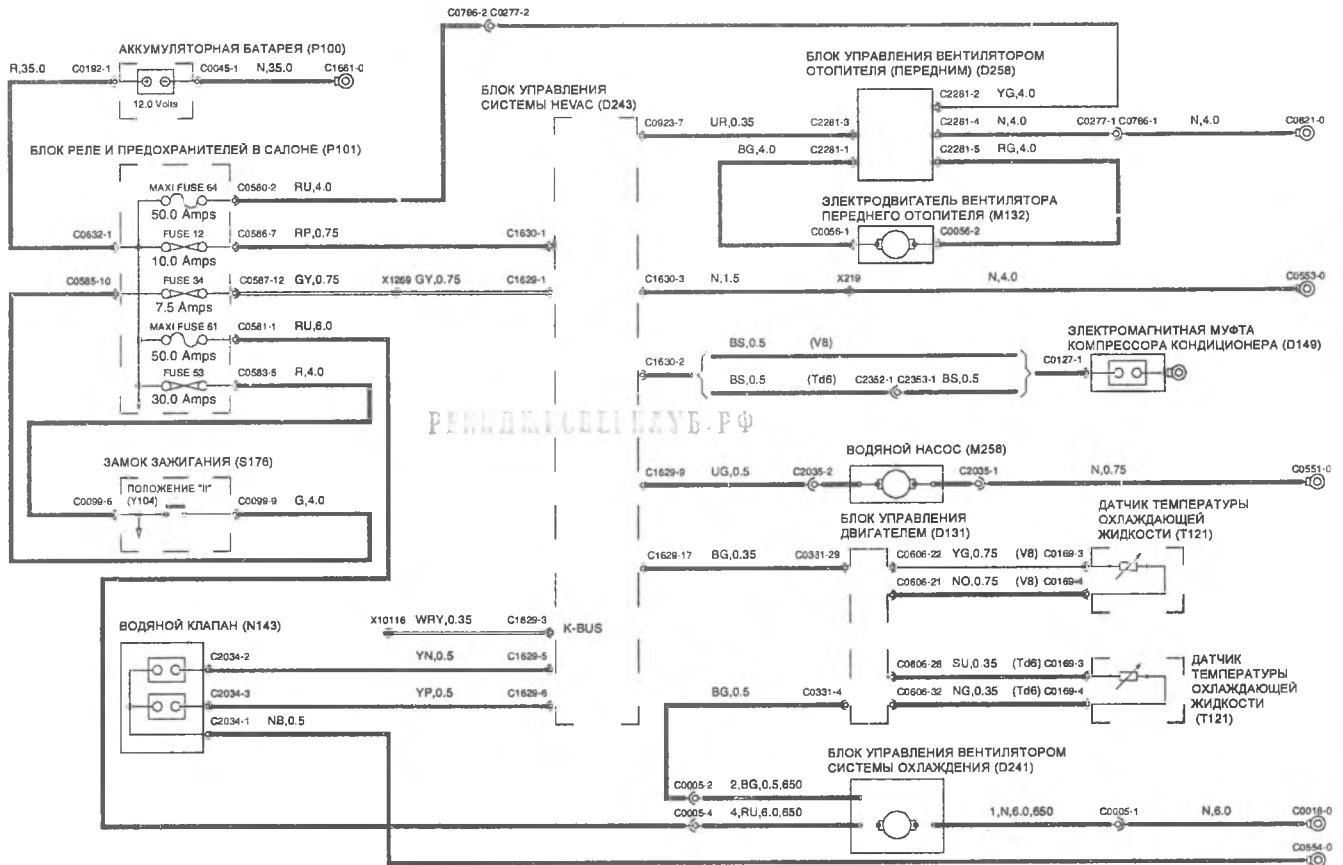 C0786-2 C0277-2
АККУМУЛЯТОРНАЯ БАТАРЕЯ (P100)
R,35.0 C0192-1 C0045-1 N,35.0 C1661-0
12.0 Volts
БЛОК УПРАВЛЕНИЯ ВЕНТИЛЯТОРОМ
ОТОПИТЕЛЯ (ПЕРЕДНИМ) (D258)
БЛОК УПРАВЛЕНИЯ
СИСТЕМЫ HEVAC (D243)
C2281-2 YG,4.0
C0923-7 UR,0.35 C2281-3
C2281-4 N,4.0 C0277-1 C0786-1 N,4.0 C0821-0
BG,4.0 C2281-1
C2281-5 RG,4.0
БЛОК РЕЛЕ И ПРЕДОХРАНИТЕЛЕЙ В САЛОНЕ (P101)
MAXI FUSE 64 C0580-2 RU,4.0
50.0 Amps
ЭЛЕКТРОДВИГАТЕЛЬ ВЕНТИЛЯТОРА
ПЕРЕДНЕГО ОТОПИТЕЛЯ (M132)
C0056-1 C0056-2
C0632-1 FUSE 12 C0586-7 RP,0.75 C1630-1
10.0 Amps
C0585-10 FUSE 34 C0587-12 GY,0.75 X1269 GY,0.75 C1629-1
7.5 Amps
C1630-3 N,1.5 X219 N,4.0 C0553-0
MAXI FUSE 61 C0581-1 RU,6.0
50.0 Amps
FUSE 53 C0583-5 R,4.0
30.0 Amps
ЭЛЕКТРОМАГНИТНАЯ МУФТА
КОМПРЕССОРА КОНДИЦИОНЕРА (D149)
BS,0.5 (V8)
C1630-2 C0127-1
BS,0.5 (Td6) C2352-1 C2353-1 BS,0.5
ЗАМОК ЗАЖИГАНИЯ (S176)
ПОЛОЖЕНИЕ "II"
(Y104)
C0099-6 C0099-9 G,4.0
ВОДЯНОЙ НАСОС (M258)
C1629-9 UG,0.5 C2035-2 C2035-1 N,0.75 C0551-0
БЛОК УПРАВЛЕНИЯ
ДВИГАТЕЛЕМ (D131)
ДАТЧИК ТЕМПЕРАТУРЫ
ОХЛАЖДАЮЩЕЙ
ЖИДКОСТИ (T121)
C1629-17 BG,0.35 C0331-29
C0606-22 YG,0.75 (V8) C0169-3
C0606-21 NO,0.75 (V8) C0169-4
ВОДЯНОЙ КЛАПАН (N143)
X10116 WRY,0.35 C1629-3 K-BUS
C2034-2 YN,0.5 C1629-5
C2034-3 YP,0.5 C1629-6
C2034-1 NB,0.5
BG,0.5 C0331-4
C0606-28 SU,0.35 (Td6) C0169-3
C0606-32 NG,0.35 (Td6) C0169-4
ДАТЧИК
ТЕМПЕРАТУРЫ
ОХЛАЖДАЮЩЕЙ
ЖИДКОСТИ
(T121)
БЛОК УПРАВЛЕНИЯ ВЕНТИЛЯТОРОМ
СИСТЕМЫ ОХЛАЖДЕНИЯ (D241)
C0005-2 2,BG,0.5,650
C0005-4 4,RU,6.0,650
1,N,6.0,650 C0005-1 N,6.0 C0018-0
C0554-0